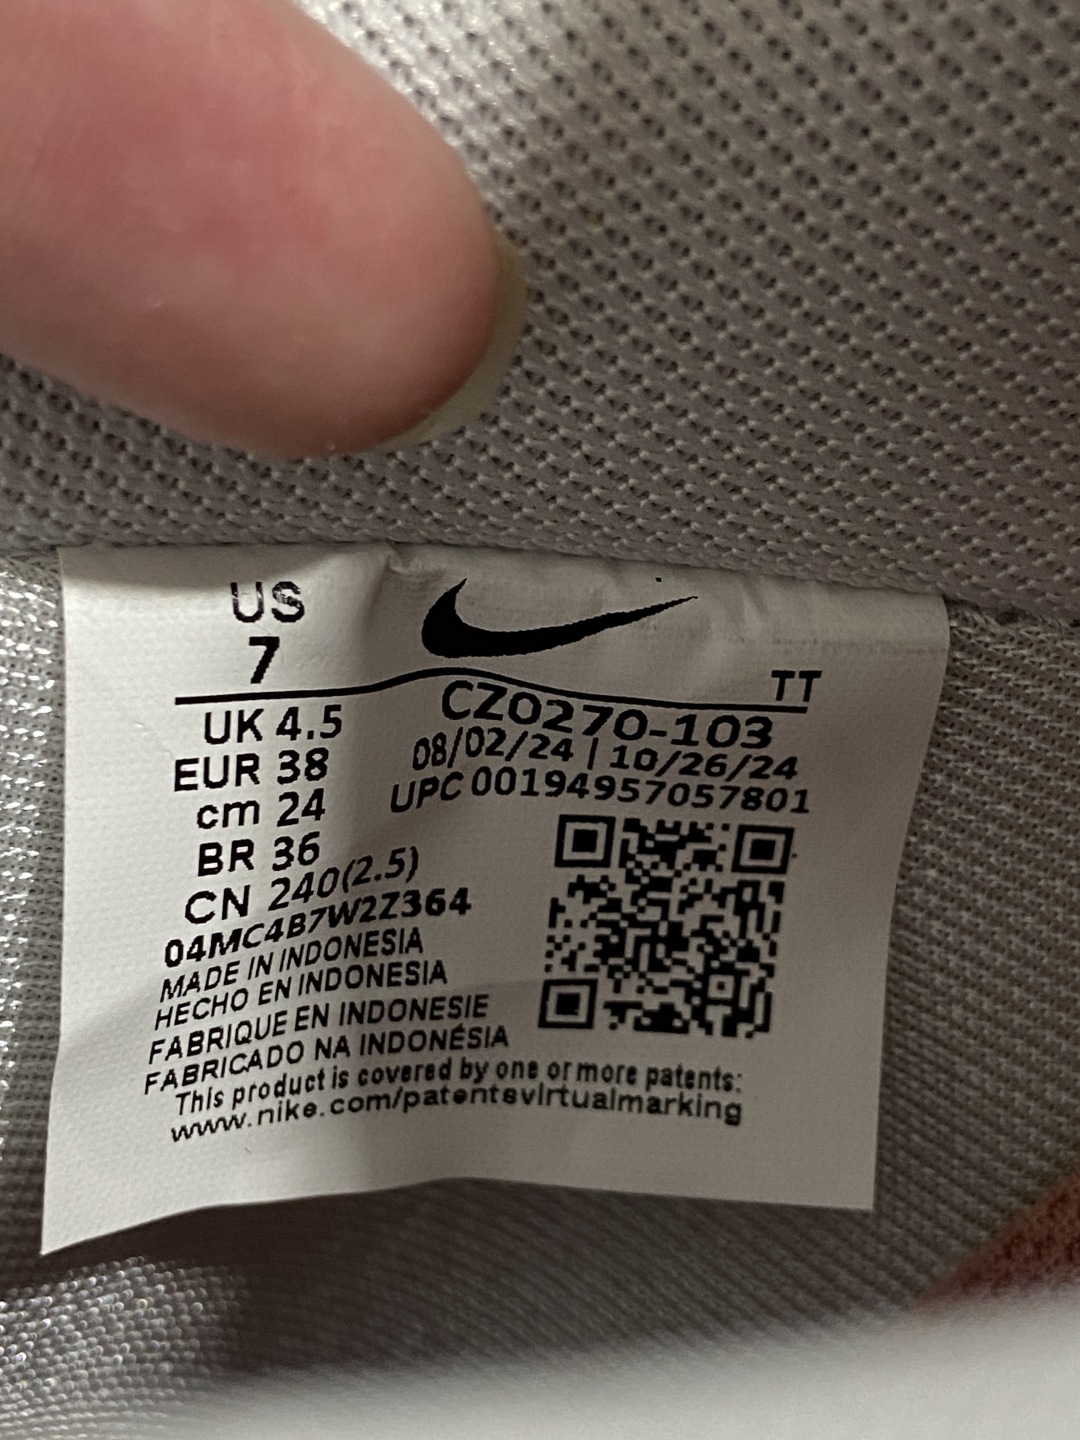 US
7
TT
UK 4.5
EUR 38
cm 24
BR 36
CN 240(2.5)
CZ0270-103
08/02/24 | 10/26/24
UPC 00194957057801
04MC4B7W2Z364
MADE IN INDONESIA
HECHO EN INDONESIA
FABRIQUE EN INDONESIE
FABRICADO NA INDONÉSIA
This product is covered by one or more patents:
www.nike.com/patentsvirtualmarking